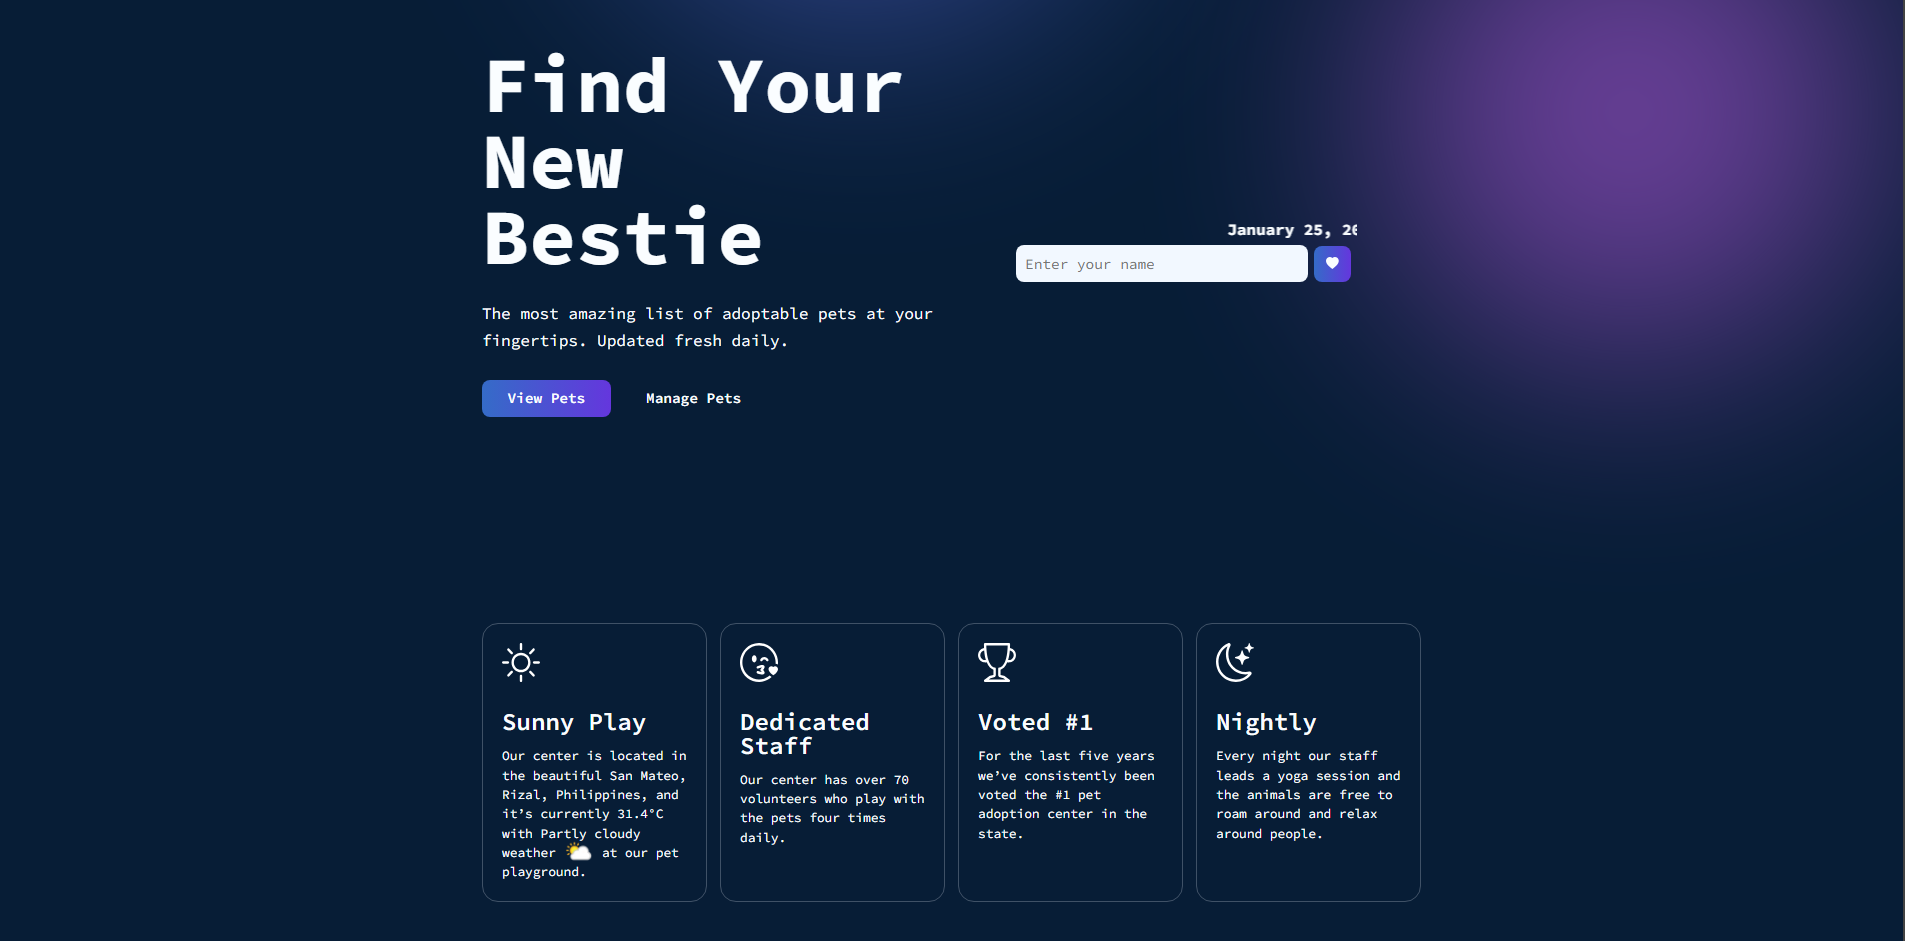 Find Your
New
Bestie
The most amazing list of adoptable pets at your
fingertips. Updated fresh daily.
View Pets
Manage Pets
January 25, 20
Enter your name
Sunny Play
Our center is located in
the beautiful San Mateo,
Rizal, Philippines, and
it’s currently 31.4°C
with Partly cloudy
weather at our pet
playground.
Dedicated
Staff
Our center has over 70
volunteers who play with
the pets four times
daily.
Voted #1
For the last five years
we’ve consistently been
voted the #1 pet
adoption center in the
state.
Nightly
Every night our staff
leads a yoga session and
the animals are free to
roam around and relax
around people.